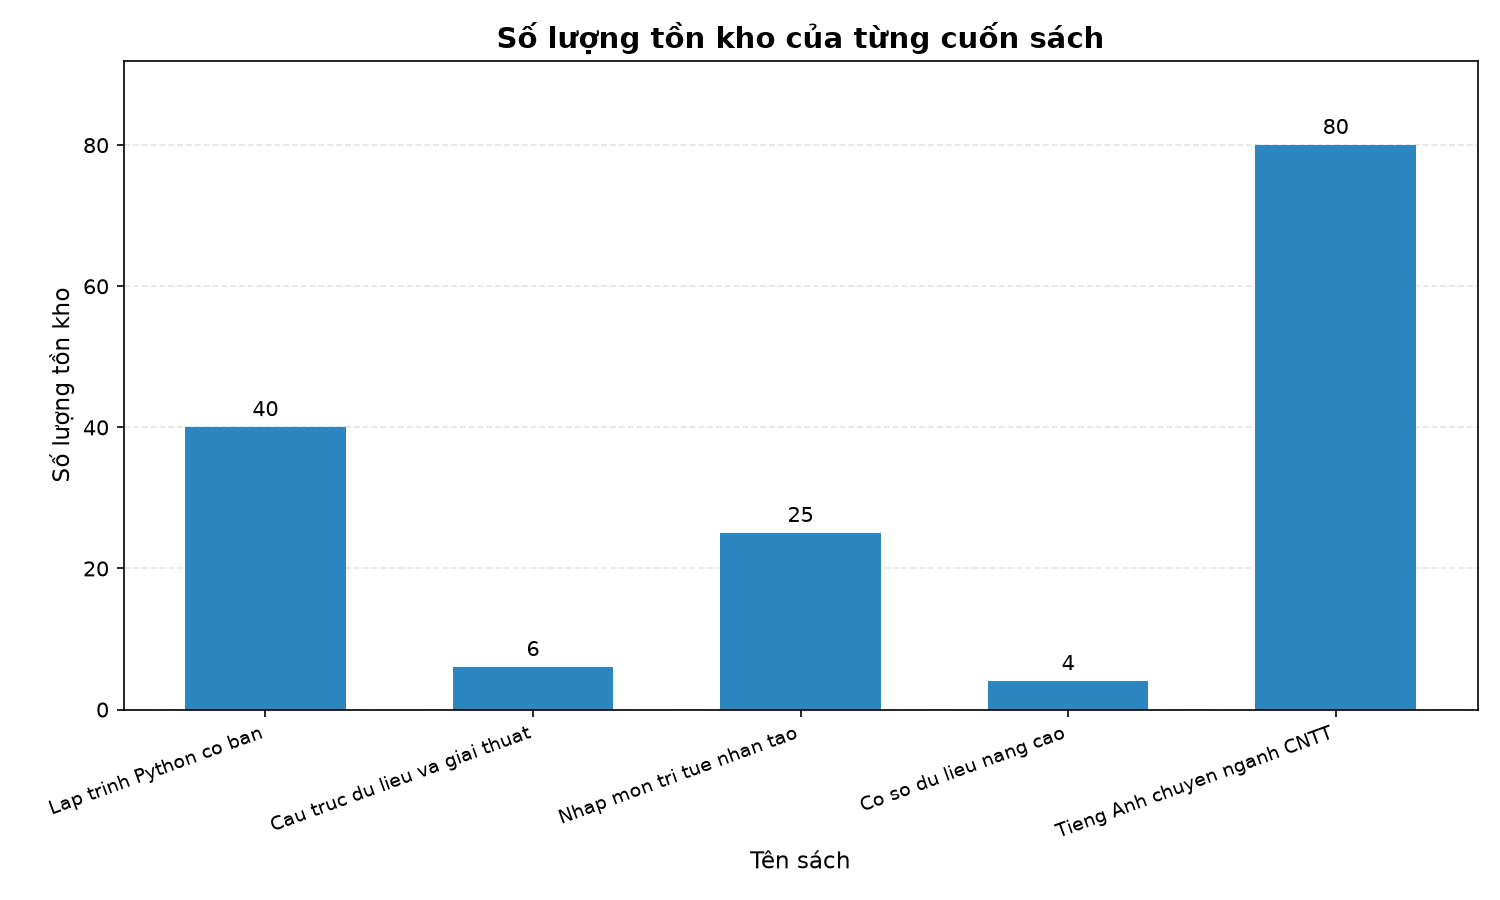 Số lượng tồn kho của từng cuốn sách
Số lượng tồn kho
80
60
40
20
0
40
6
25
4
80
Lap trinh Python co ban
Cau truc du lieu va giai thuat
Nhap mon tri tue nhan tao
Co so du lieu nang cao
Tieng Anh chuyen nganh CNTT
Tên sách